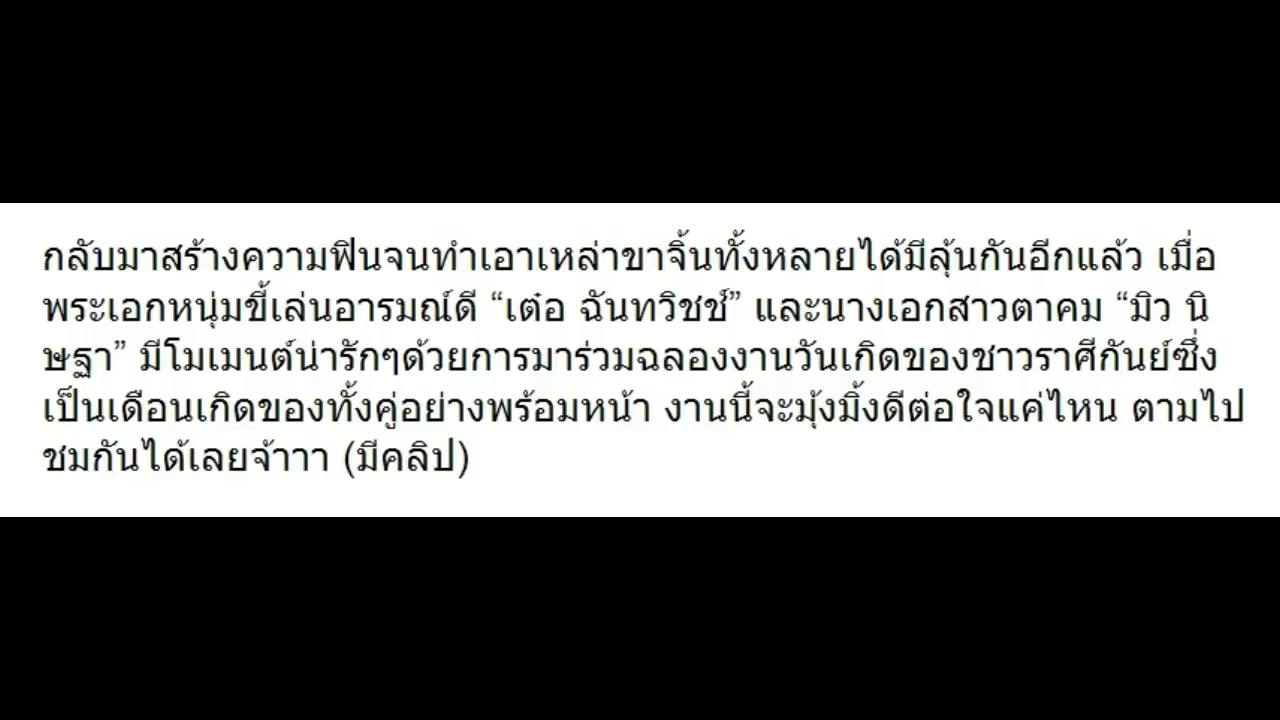 กลับมาสร้างความฟินจนทำเอาเหล่าขาจิ้นทั้งหลายได้มีลุ้นกันอีกแล้ว เมื่อ
พระเอกหนุ่มขี้เล่นอารมณ์ดี “เต๋อ ฉันทวิชช์” และนางเอกสาวตาคม “มิว นิ
ษฐา” มีโมเมนต์น่ารักๆด้วยการมาร่วมฉลองงานวันเกิดของชาวราศีกันย์ซึ่ง
เป็นเดือนเกิดของทั้งคู่อย่างพร้อมหน้า งานนี้จะมุ้งมิ้งดีต่อใจแค่ไหน ตามไป
ชมกันได้เลยจ้าาา (มีคลิป)